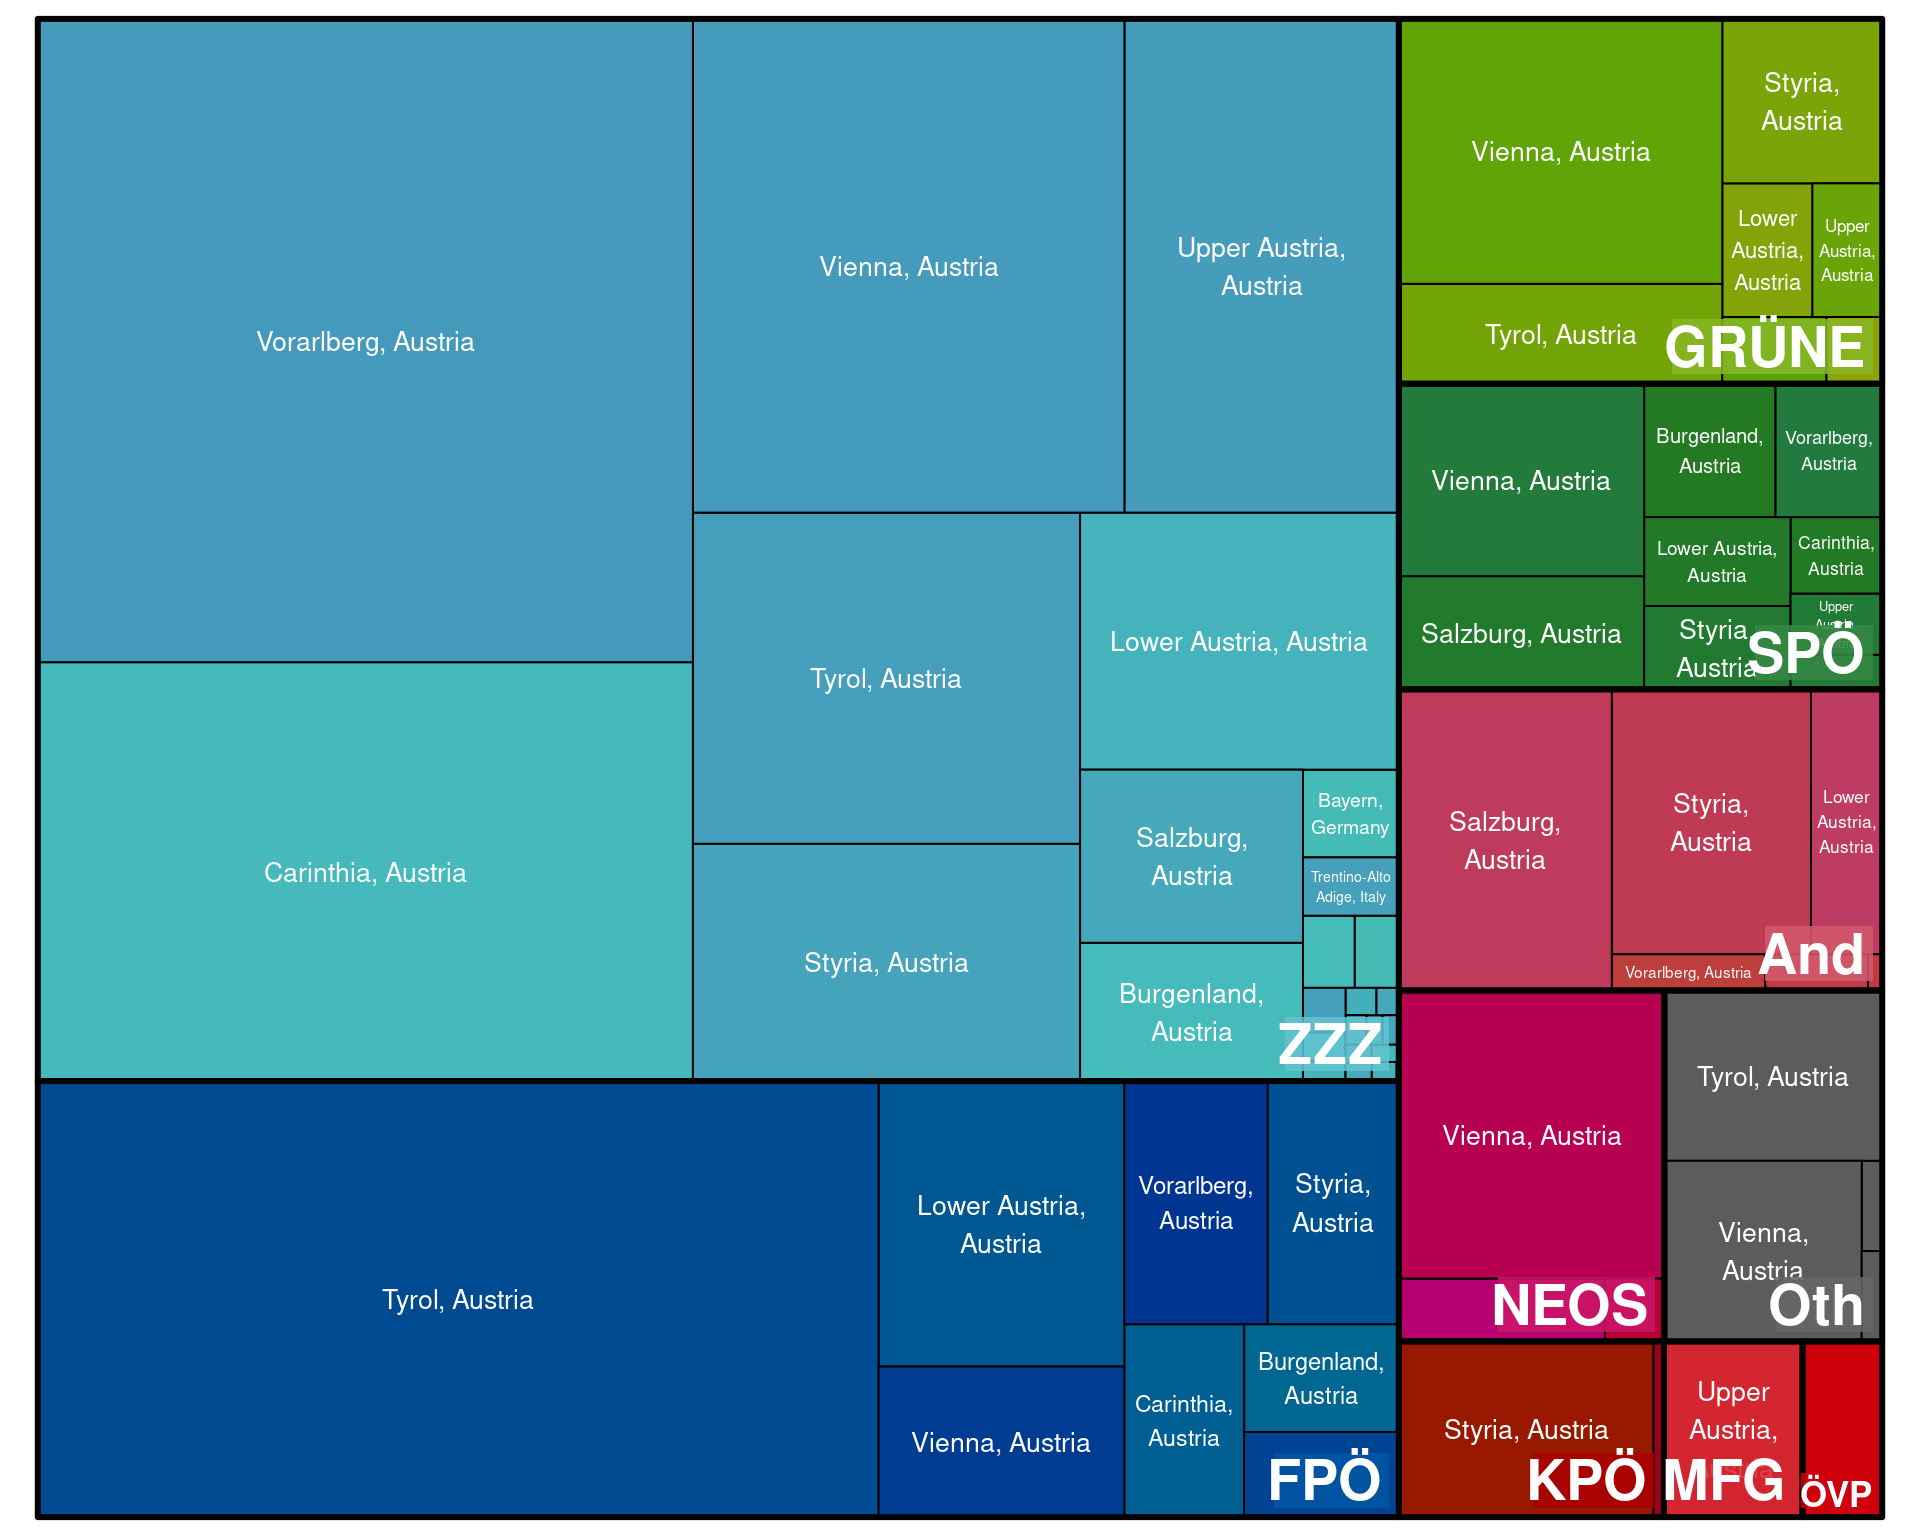 Vorarlberg, Austria
Vienna, Austria
Upper Austria,
Austria
Tyrol, Austria
Lower Austria, Austria
Carinthia, Austria
Styria, Austria
Salzburg,
Austria
Bayern,
Germany
Trentino-Alto
Adige, Italy
Burgenland,
Austria
ZZZ
Tyrol, Austria
Lower Austria,
Austria
Vienna, Austria
Vorarlberg,
Austria
Styria,
Austria
Carinthia,
Austria
Burgenland,
Austria
FPÖ
Vienna, Austria
Styria,
Austria
Lower
Austria,
Austria
Upper
Austria,
Austria
Tyrol, Austria
GRÜNE
Vienna, Austria
Burgenland,
Austria
Vorarlberg,
Austria
Lower Austria,
Austria
Carinthia,
Austria
Salzburg, Austria
Styria,
Austria
Upper
Austria,
SPÖ
Salzburg,
Austria
Styria,
Austria
Lower
Austria,
Austria
Vorarlberg, Austria
And
Vienna, Austria
NEOS
Tyrol, Austria
Vienna,
Austria
Oth
Styria, Austria
KPÖ
Upper
Austria,
MFG
ÖVP